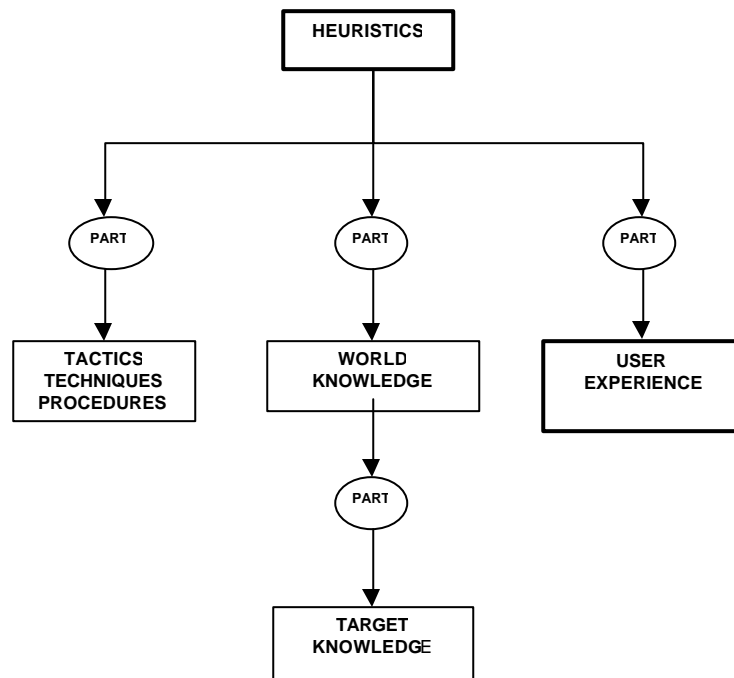 HEURISTICS
PART
PART
PART
TACTICS
TECHNIQUES
PROCEDURES
WORLD
KNOWLEDGE
USER
EXPERIENCE
PART
TARGET
KNOWLEDGE